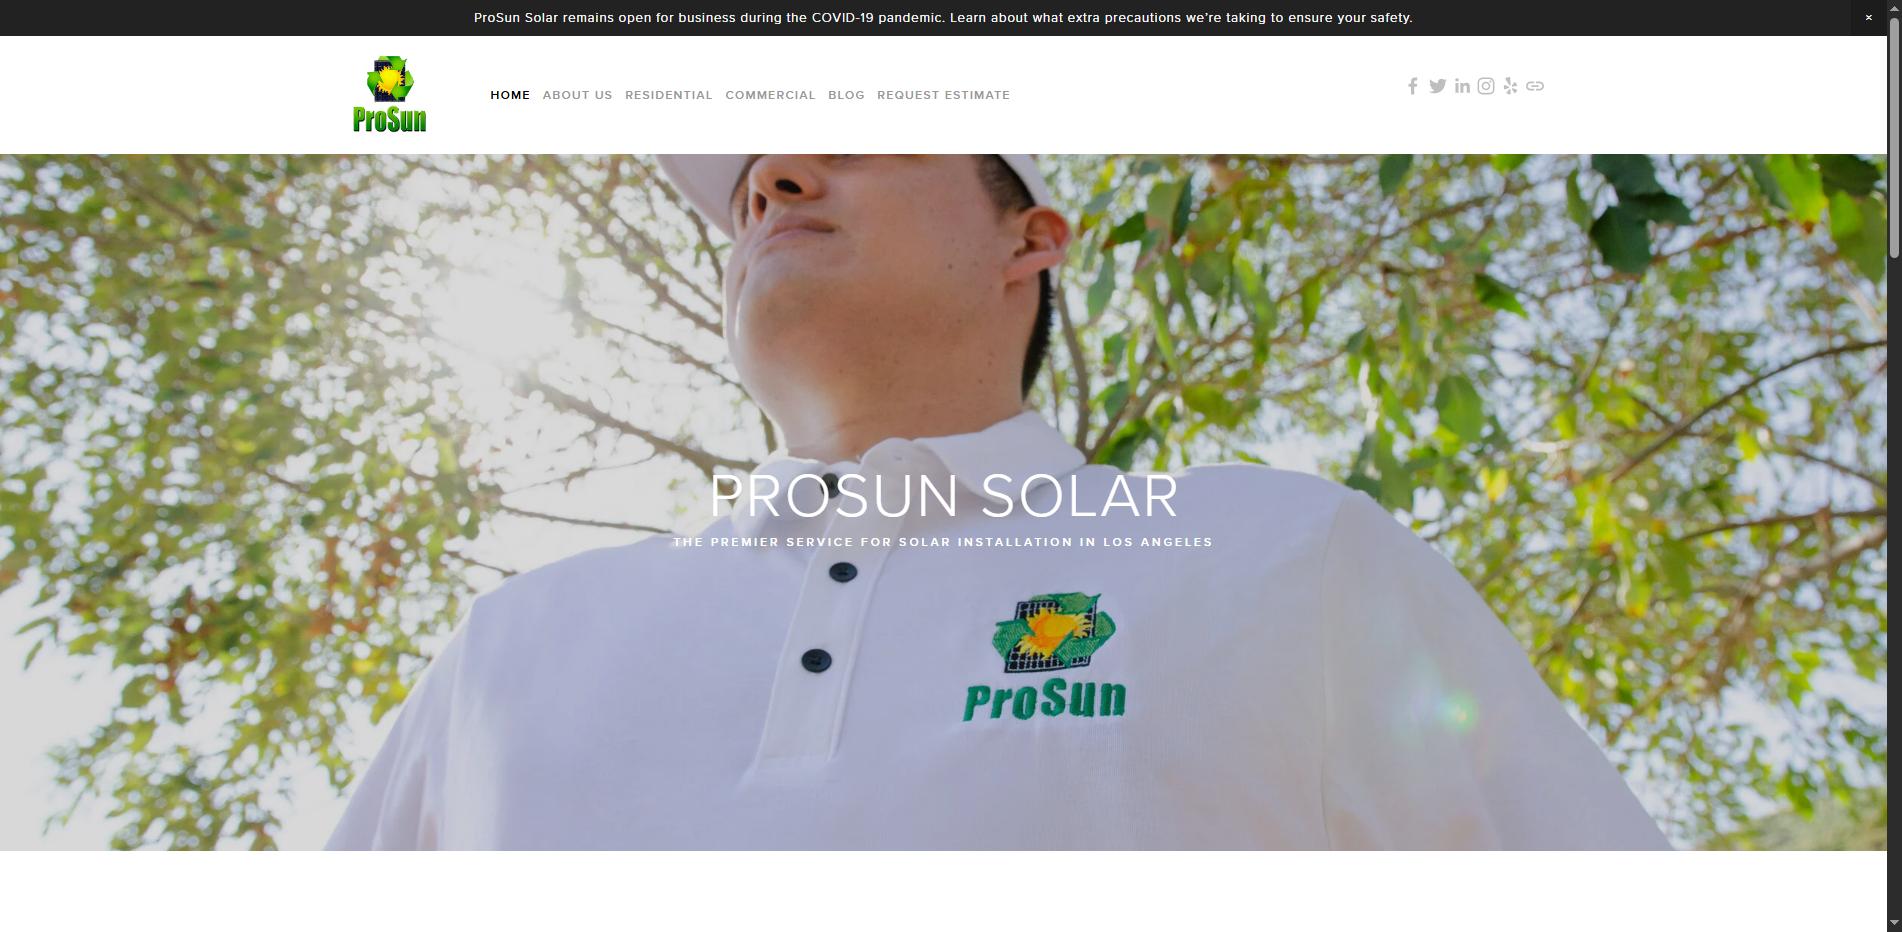 ProSun Solar remains open for business during the COVID-19 pandemic. Learn about what extra precautions we're taking to ensure your safety.
×
ProSun
HOME ABOUT US RESIDENTIAL COMMERCIAL BLOG REQUEST ESTIMATE
PROSUN SOLAR
THE PREMIER SERVICE FOR SOLAR INSTALLATION IN LOS ANGELES
ProSun